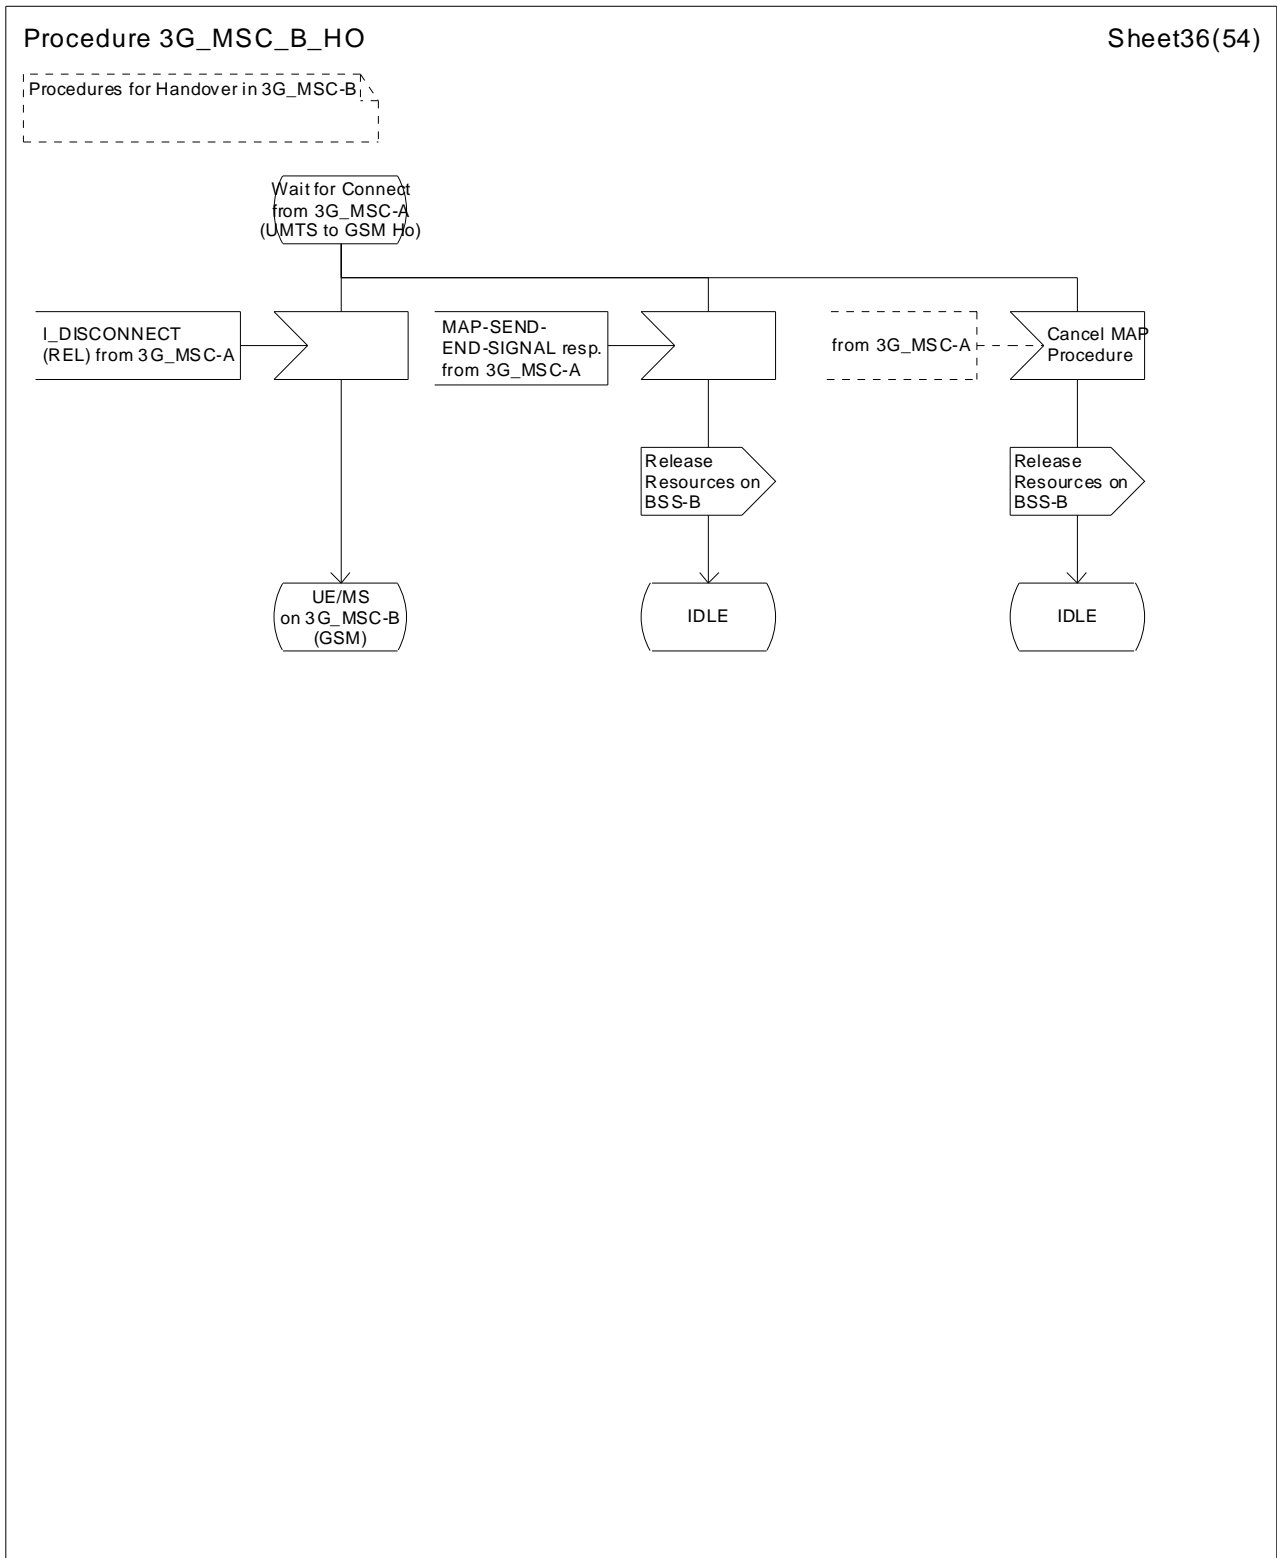 Procedure 3G_MSC_B_HO
Sheet36(54)
Procedures for Handover in 3G_MSC-B
Wait for Connect
from 3G_MSC-A
(UMTS to GSM Ho)
I_DISCONNECT
(REL) from 3G_MSC-A
MAP-SEND-
END-SIGNAL resp.
from 3G_MSC-A
from 3G_MSC-A
Cancel MAP
Procedure
Release
Resources on
BSS-B
Release
Resources on
BSS-B
UE/MS
on 3G_MSC-B
(GSM)
IDLE
IDLE